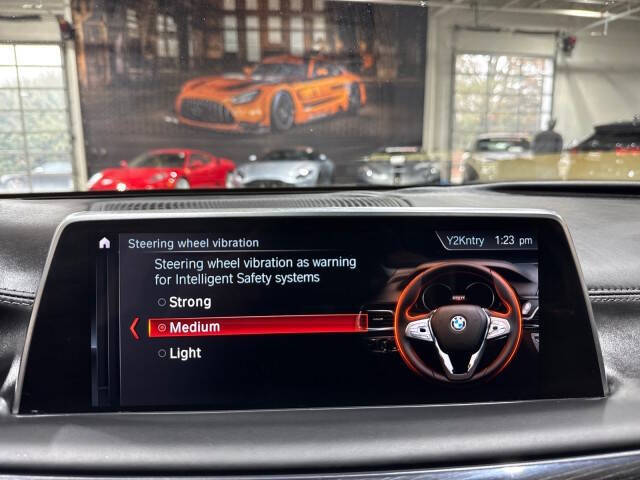 Steering wheel vibration
Y2Kntry 1:23 pm
Steering wheel vibration as warning
for Intelligent Safety systems
Strong
Medium
Light